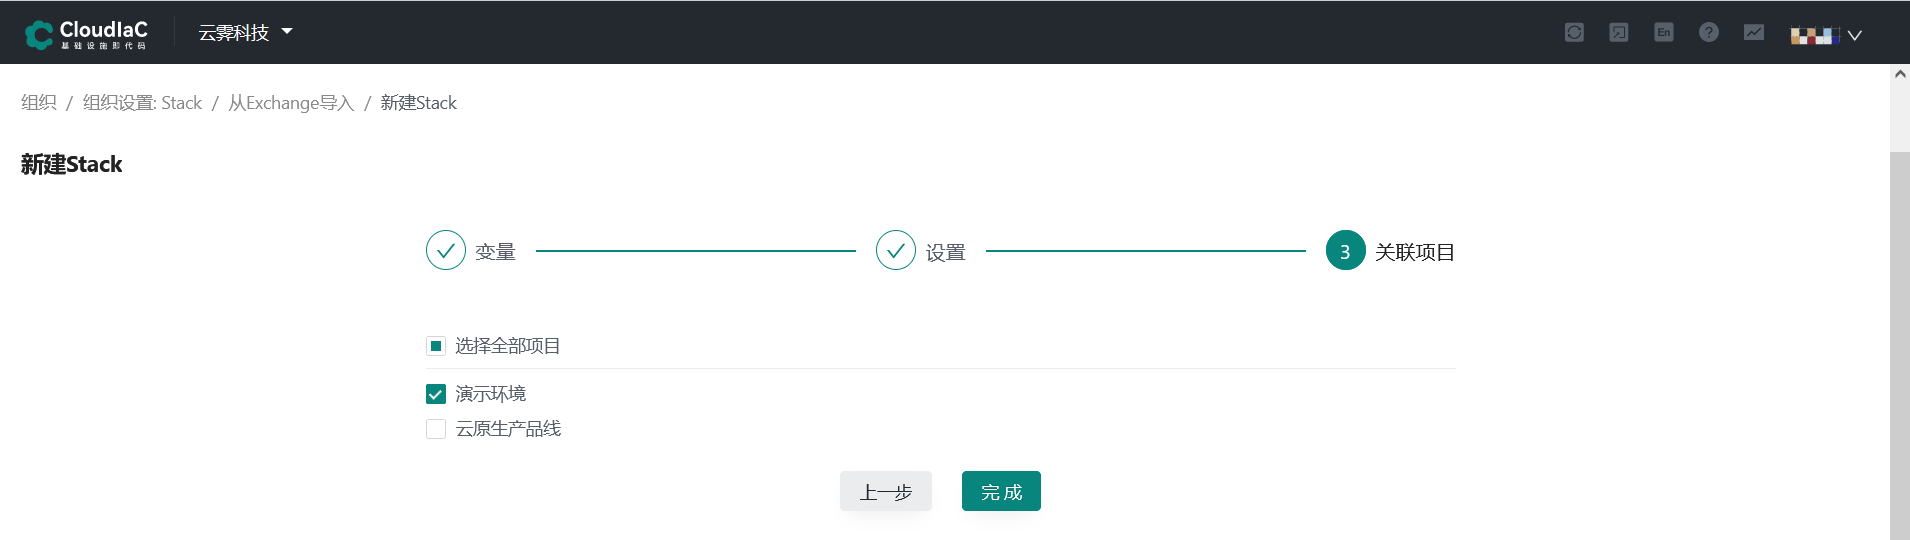 CloudIaC
基础设施即代码
云霁科技
En
?
组织 / 组织设置: Stack / 从Exchange导入 / 新建Stack
新建Stack
变量
设置
3 关联项目
选择全部项目
演示环境
云原生产品线
上一步 完成